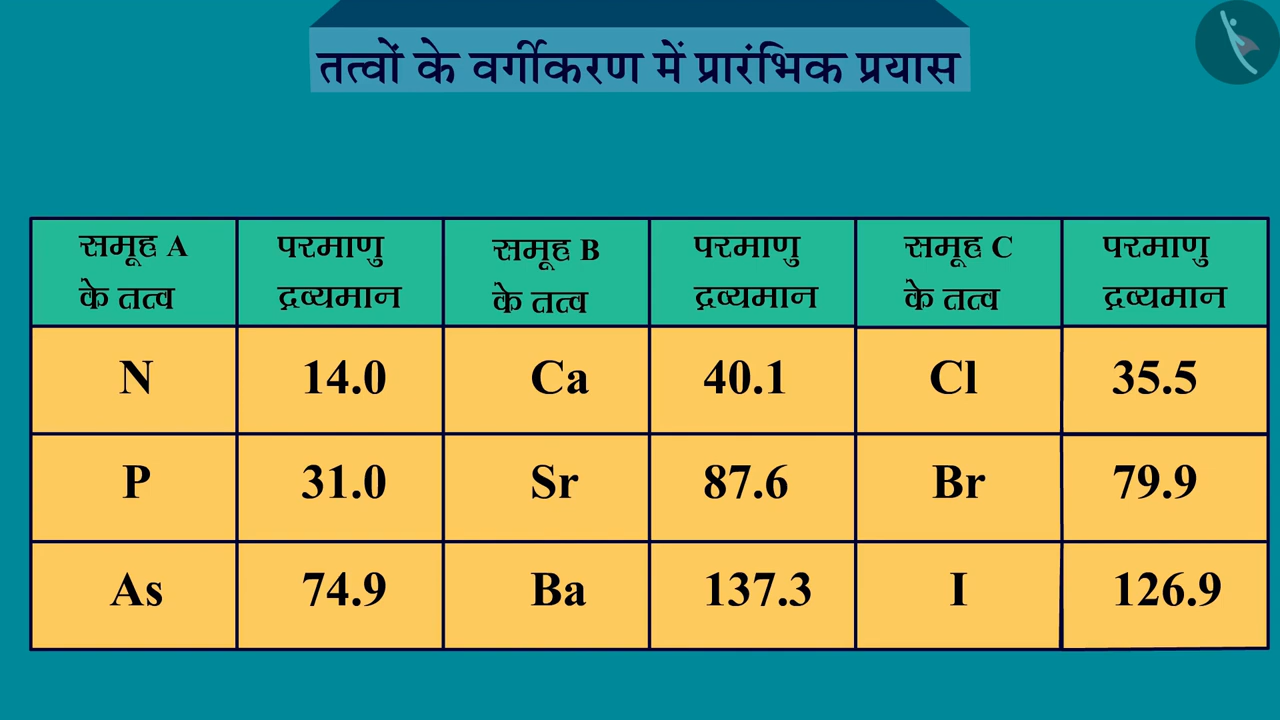 तत्वों के वर्गीकरण में प्रारंभिक प्रयास
समूह A के तत्व परमाणु द्रव्यमान समूह B के तत्व परमाणु द्रव्यमान समूह C के तत्व परमाणु द्रव्यमान
N 14.0 Ca 40.1 Cl 35.5
P 31.0 Sr 87.6 Br 79.9
As 74.9 Ba 137.3 I 126.9